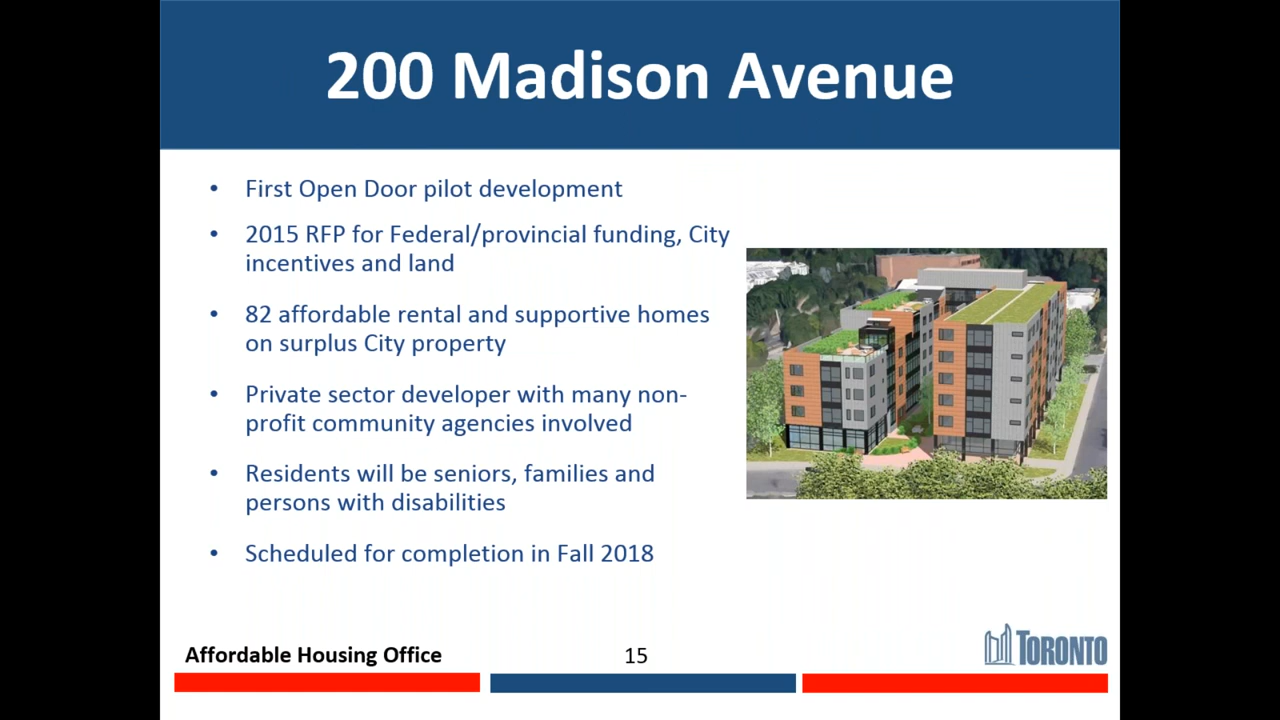 200 Madison Avenue
• First Open Door pilot development
• 2015 RFP for Federal/provincial funding, City
incentives and land
• 82 affordable rental and supportive homes
on surplus City property
• Private sector developer with many non-
profit community agencies involved
• Residents will be seniors, families and
persons with disabilities
• Scheduled for completion in Fall 2018
Affordable Housing Office
15
TORONTO